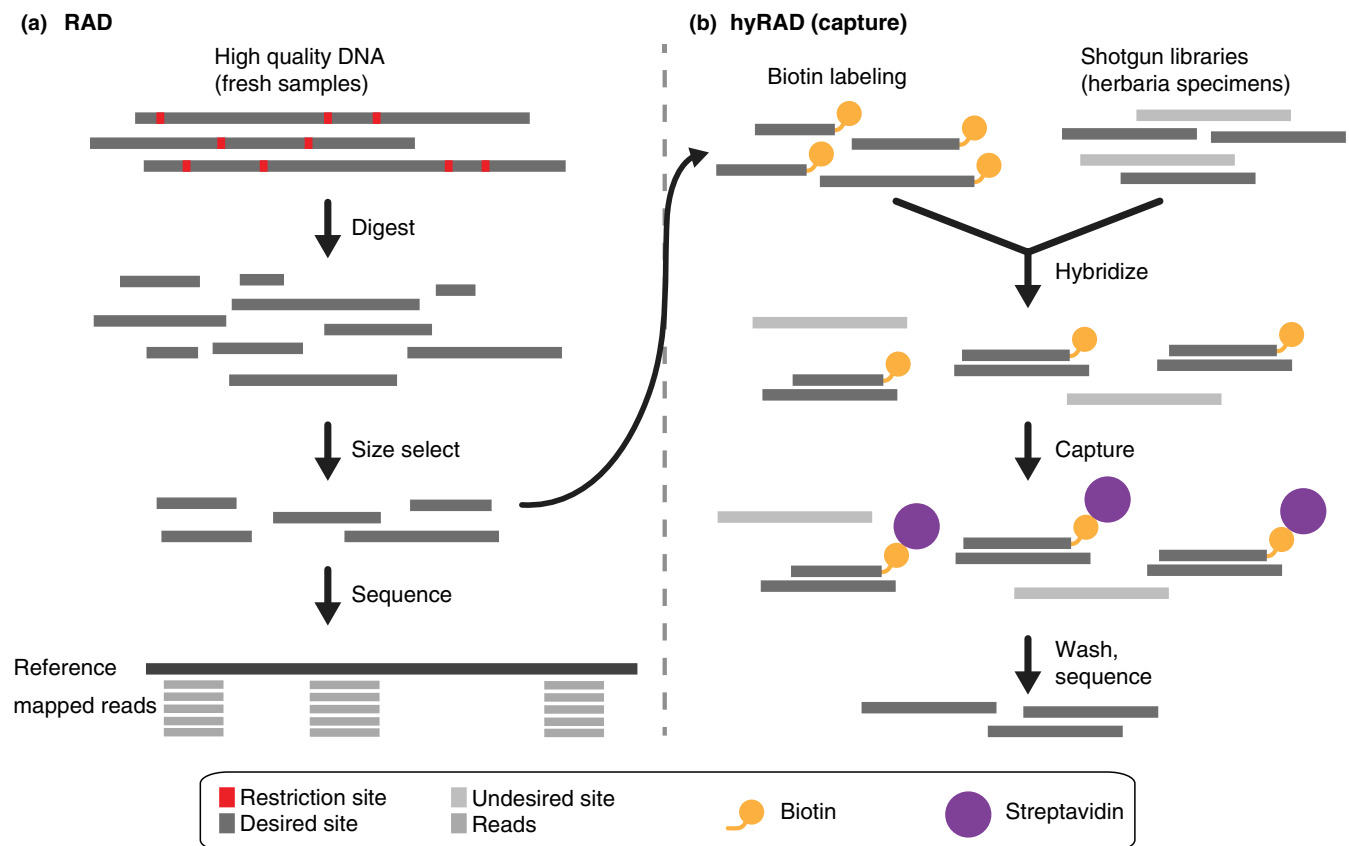 (a) RAD
High quality DNA
(fresh samples)
Digest
Size select
Sequence
Reference
mapped reads
(b) hyRAD (capture)
Biotin labeling
Shotgun libraries
(herbaria specimens)
Hybridize
Capture
Wash,
sequence
Restriction site
Desired site
Undesired site
Reads
Biotin
Streptavidin